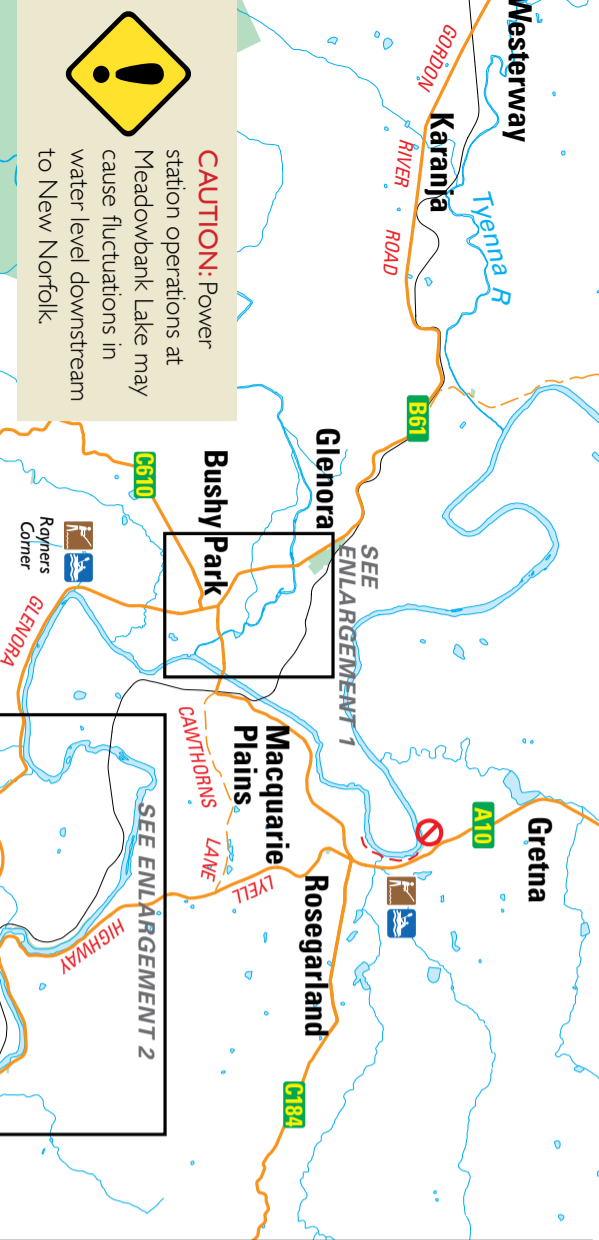 Westerway
GORDON
Karanja
RIVER
ROAD
Tyenna R
B61
CAUTION: Power
station operations at
Meadowbank Lake may
cause fluctuations in
water level downstream
to New Norfolk.
Glenora
Bushy Park
C610
Rayners
Corner
GLENORA
SEE
ENLARGEMENT 1
CAWTHORNS
LANE
Macquarie
Plains
LYELL
HIGHWAY
A10
Gretna
Rosegarland
C184
SEE ENLARGEMENT 2